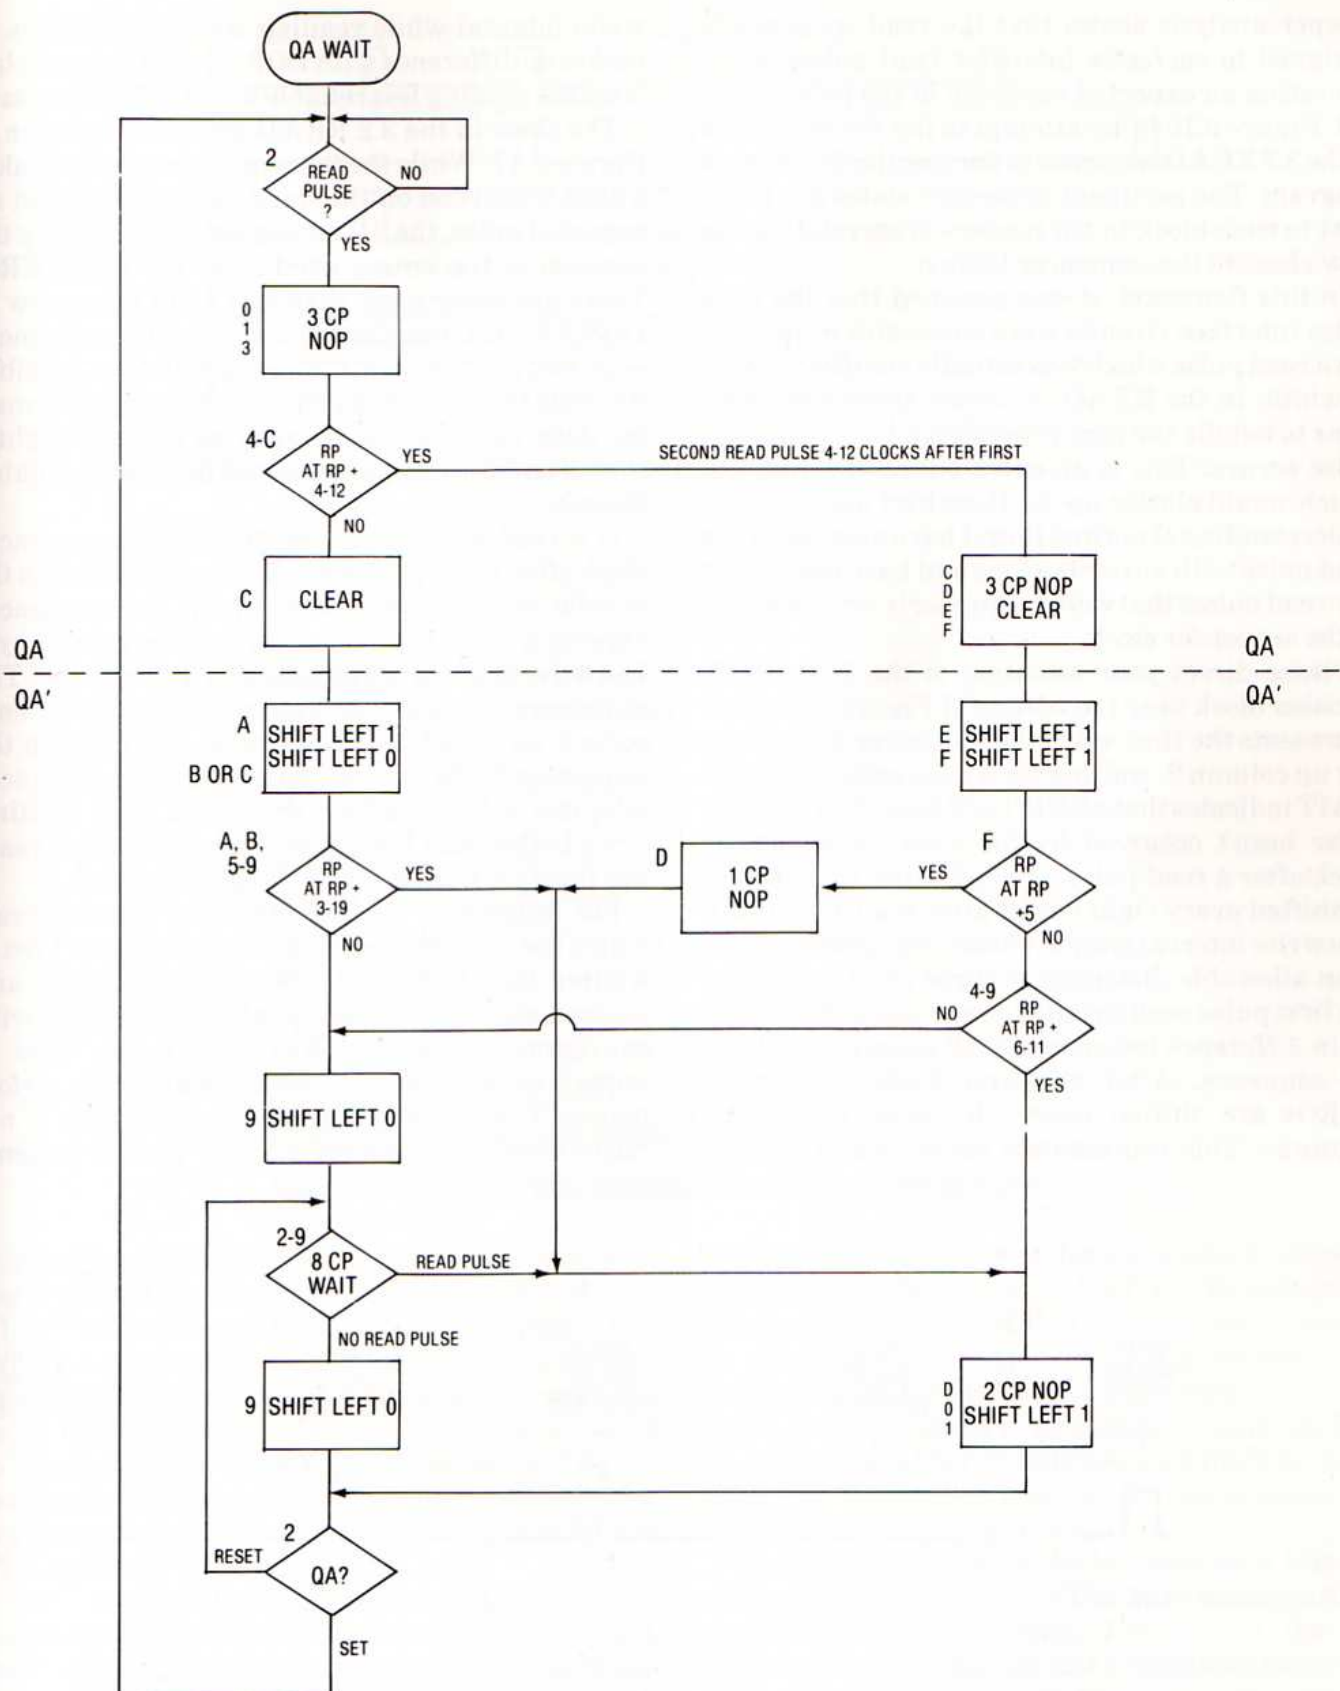 QA WAIT
2
READ
PULSE
?
NO
YES
0
1
3
3 CP
NOP
4-C
RP
AT RP +
4-12
YES
SECOND READ PULSE 4-12 CLOCKS AFTER FIRST
NO
C
CLEAR
C
D
E
F
3 CP NOP
CLEAR
QA
QA
QA′
QA′
A
B OR C
SHIFT LEFT 1
SHIFT LEFT 0
E
F
SHIFT LEFT 1
SHIFT LEFT 1
A, B,
5-9
RP
AT RP +
3-19
YES
NO
D
1 CP
NOP
YES
F
RP
AT RP
+5
NO
4-9
RP
AT RP +
6-11
NO
YES
9
SHIFT LEFT 0
2-9
8 CP
WAIT
READ PULSE
NO READ PULSE
9
SHIFT LEFT 0
D
0
1
2 CP NOP
SHIFT LEFT 1
2
QA?
RESET
SET